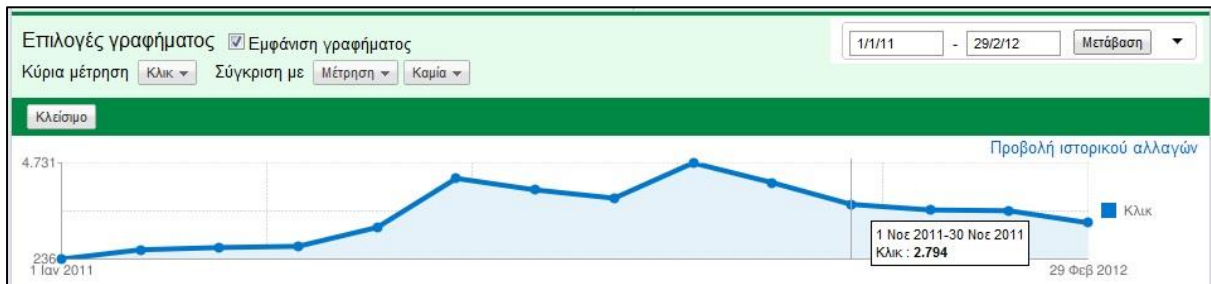 Επιλογές γραφήματος Εμφάνιση γραφήματος
1/1/11 - 29/2/12 Μετάβαση
Κύρια μέτρηση Κλικ Σύγκριση με Μέτρηση Καμία
Κλείσιμο
Προβολή ιστορικού αλλαγών
4.731
Κλικ
1 Νοε 2011-30 Νοε 2011
Κλικ : 2.794
236
1 Ιαν 2011
29 Φεβ 2012